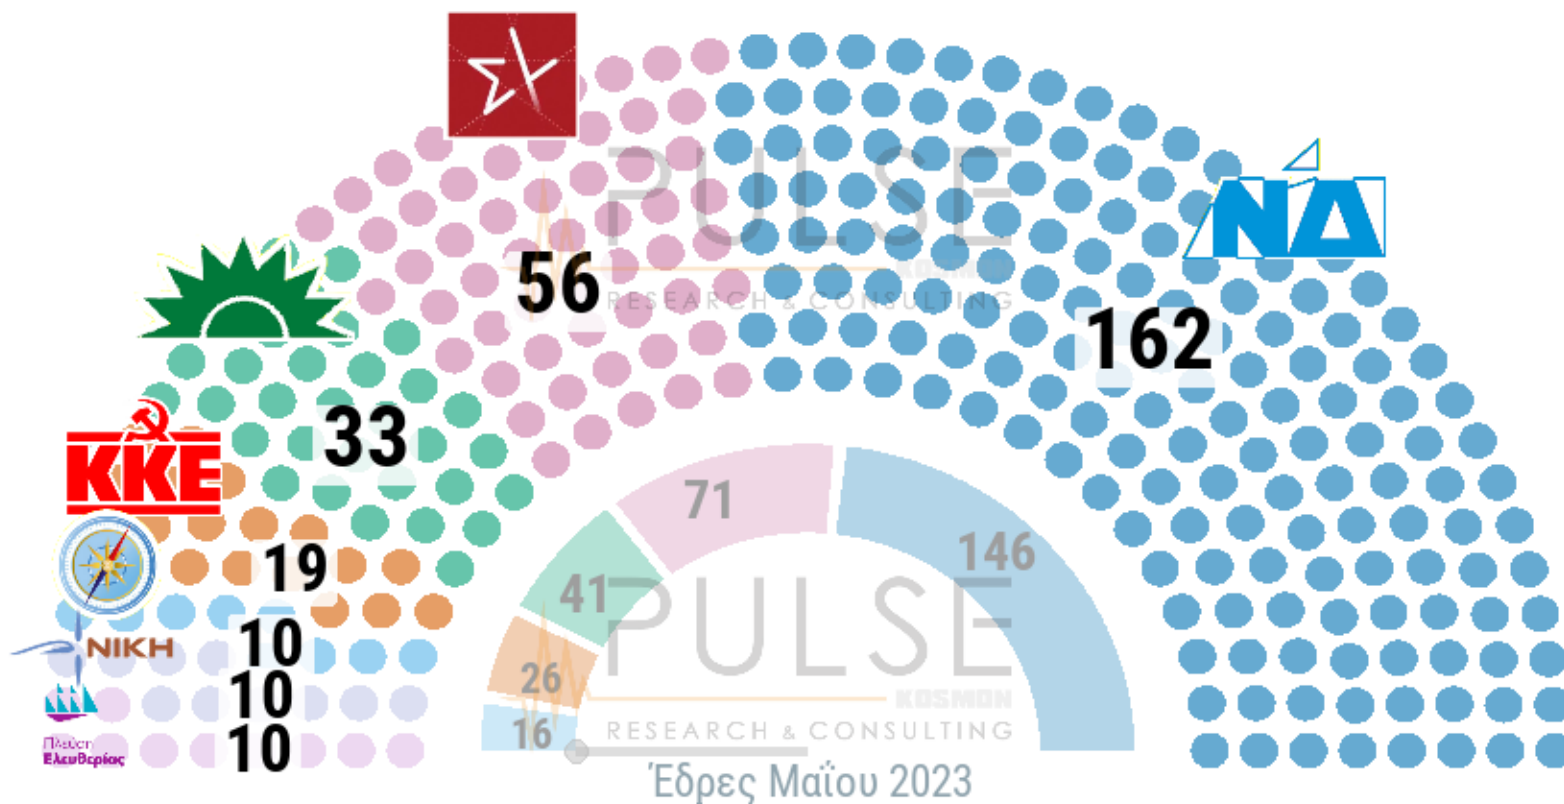 PULSE
KOSMON
RESEARCH & CONSULTING
ΝΔ
56
162
33
ΚΚΕ
19
ΝΙΚΗ
10
10
Πλεύση
Ελευθερίας
10
71
146
41
26
16
PULSE
KOSMON
RESEARCH & CONSULTING
Έδρες Μαΐου 2023